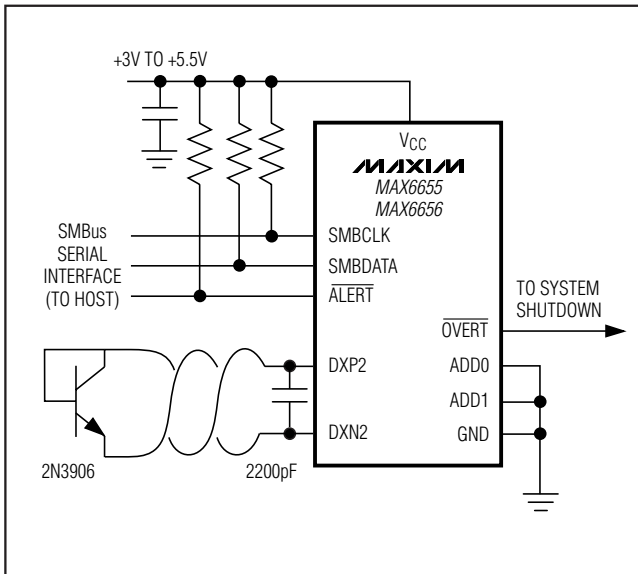 +3V TO +5.5V
VCC
MAXIM
MAX6655
MAX6656
SMBus
SERIAL
INTERFACE
(TO HOST)
SMBCLK
SMBDATA
ALERT
TO SYSTEM
SHUTDOWN
OVERT
DXP2
ADD0
ADD1
DXN2
GND
2N3906
2200pF